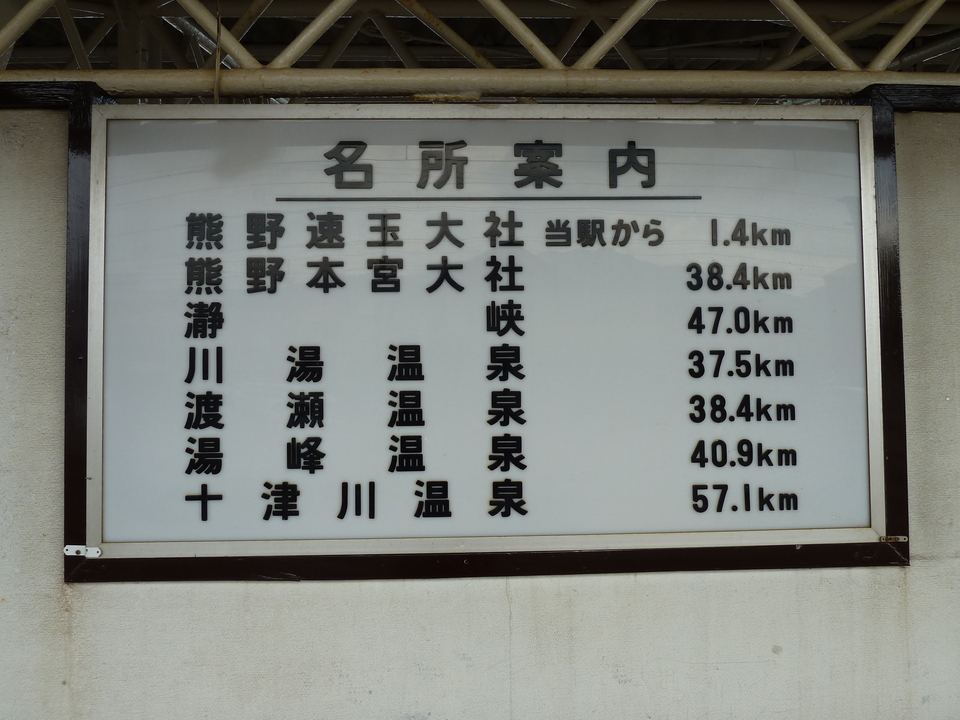 名所案内
熊野速玉大社 当駅から 1.4km
熊野本宮大社 38.4km
瀞峡 47.0km
川湯温泉 37.5km
渡瀬温泉 38.4km
湯峰温泉 40.9km
十津川温泉 57.1km